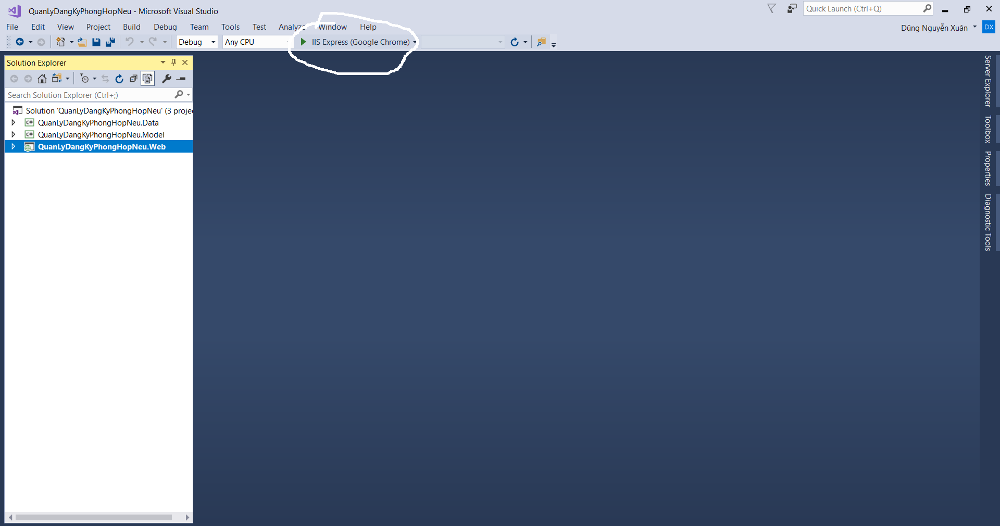 QuanLyDangKyPhongHopNeu - Microsoft Visual Studio
Quick Launch (Ctrl+Q)
File Edit View Project Build Debug Team Tools Test Analyze Window Help
Dũng Nguyễn Xuân DX
Debug Any CPU IIS Express (Google Chrome)
Solution Explorer
Search Solution Explorer (Ctrl+;)
Solution 'QuanLyDangKyPhongHopNeu' (3 proje
C# QuanLyDangKyPhongHopNeu.Data
C# QuanLyDangKyPhongHopNeu.Model
QuanLyDangKyPhongHopNeu.Web
Server Explorer
Toolbox
Properties
Diagnostic Tools